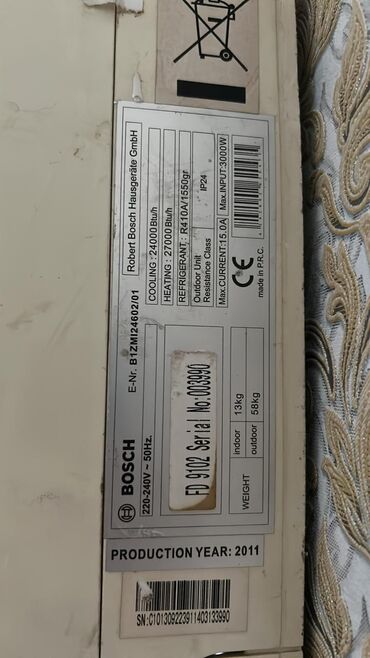 BOSCH
220-240V ~ 50Hz.
E-Nr. B1ZMI24602/01
Robert Bosch Hausgeräte GmbH
FD 9102 Serial No:003990
COOLING : 24000Btu/h
HEATING : 27000Btu/h
REFRIGERANT : R410A/1550gr
Outdoor Unit
Resistance Class
IP24
Max.CURRENT:15.0A
Max.INPUT:3000W
WEIGHT
indoor 13kg
outdoor 58kg
CE
made in P.R.C.
PRODUCTION YEAR: 2011
SN:C101309223911403133990